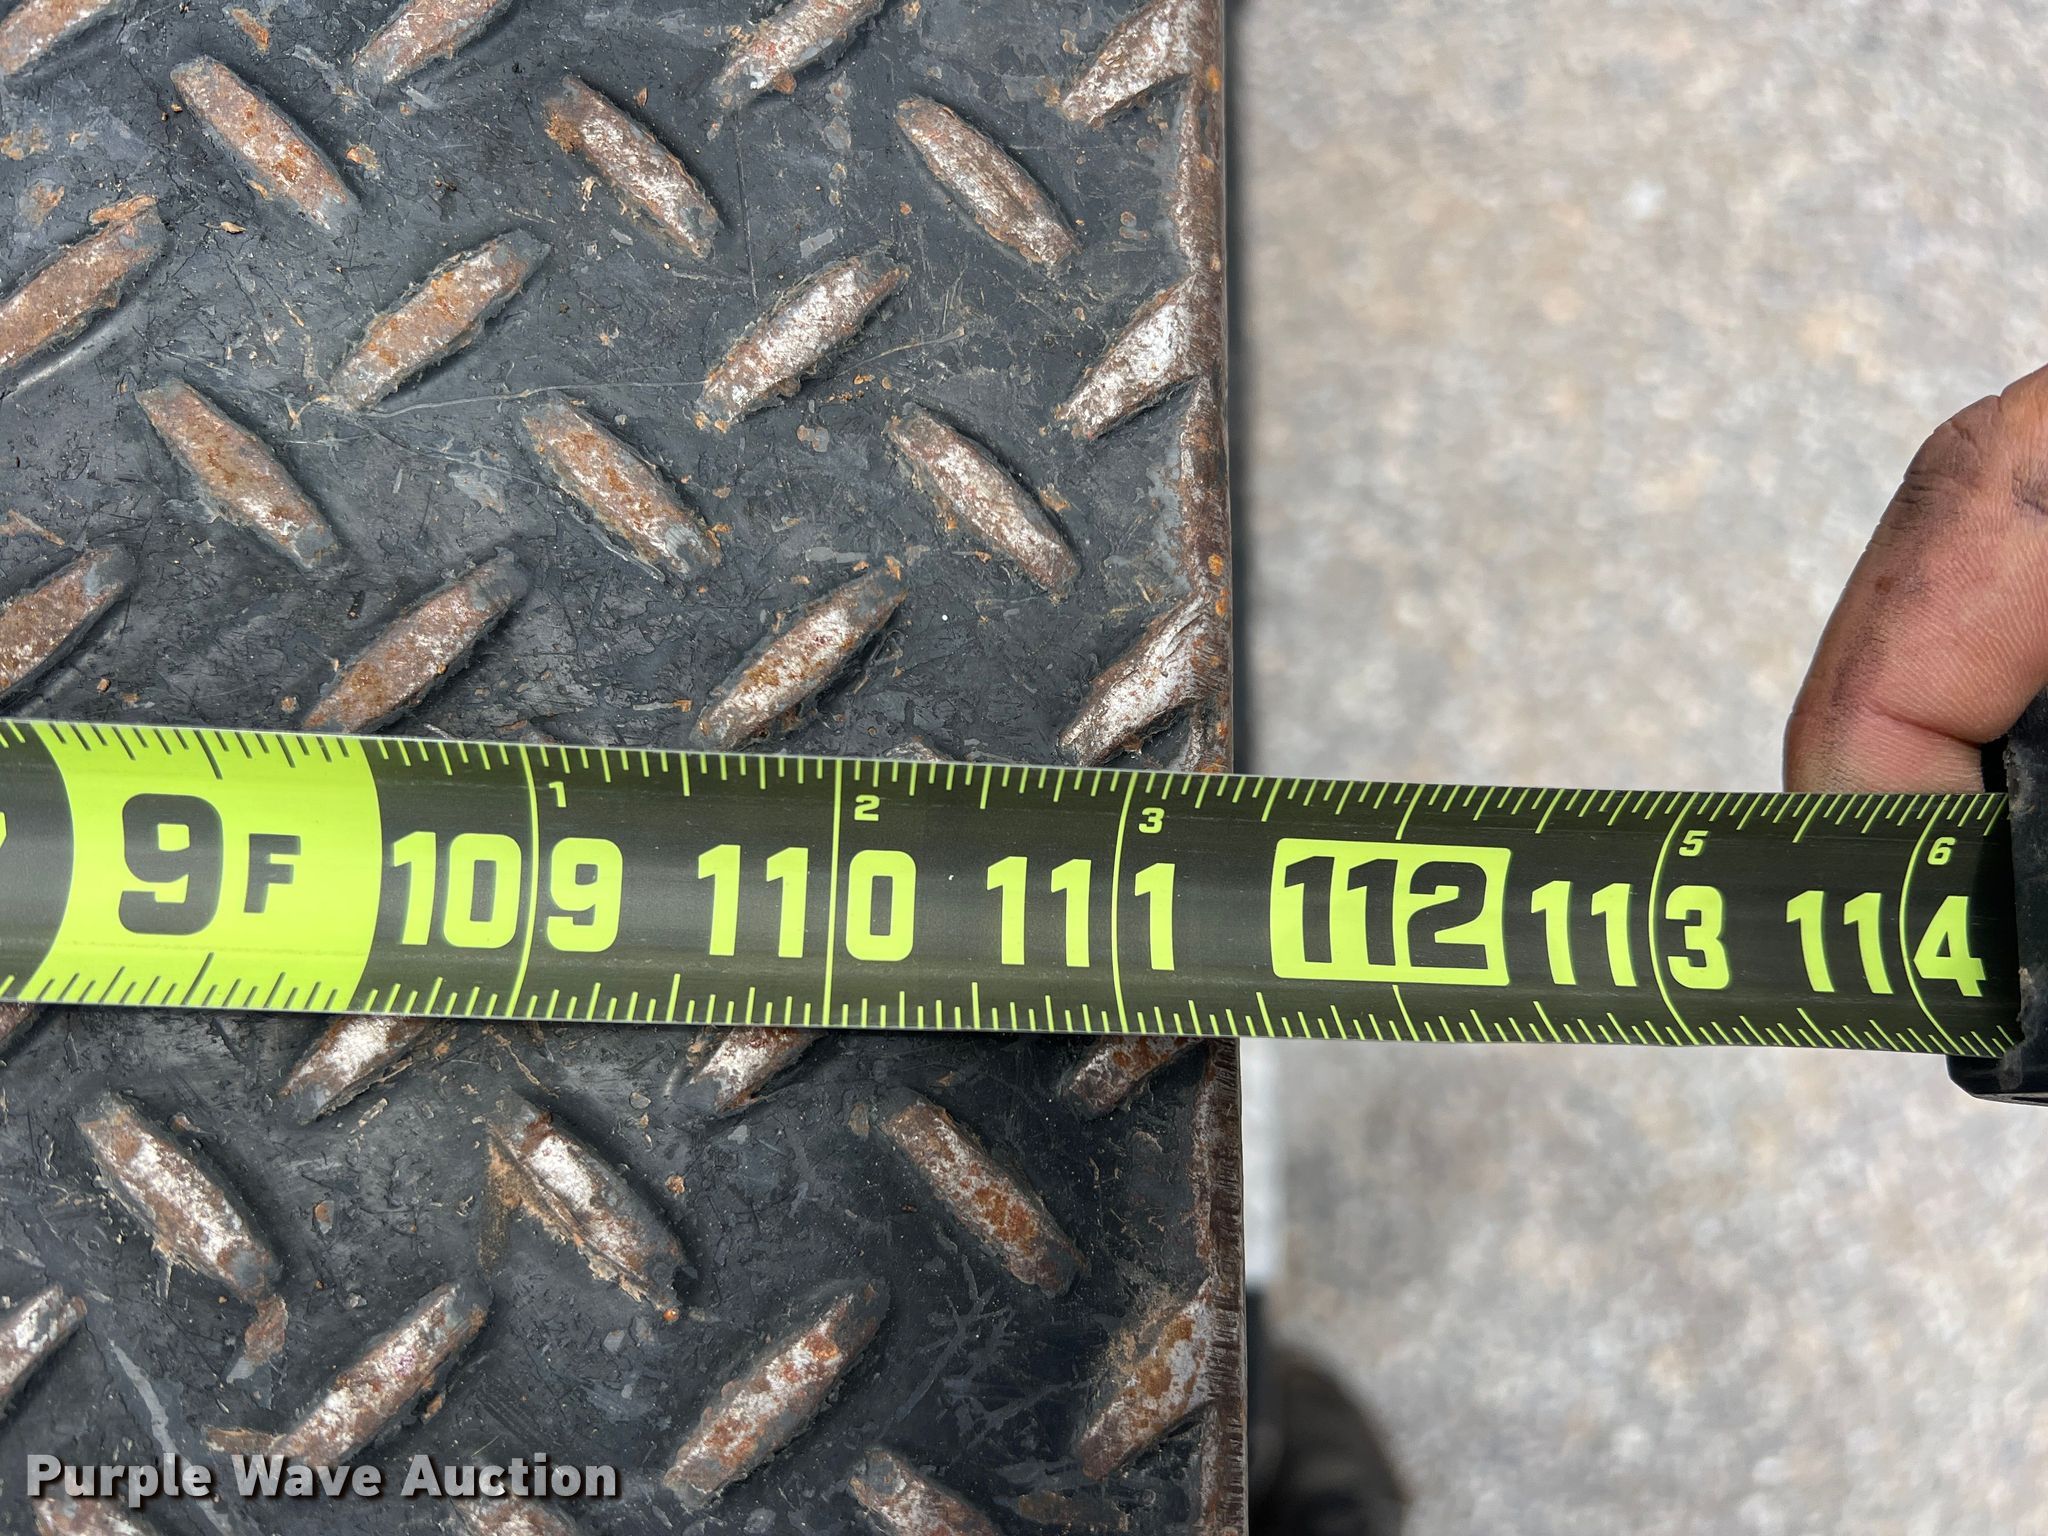 9F 109 110 111 112 113 114
1 2 3 5 6
Purple Wave Auction